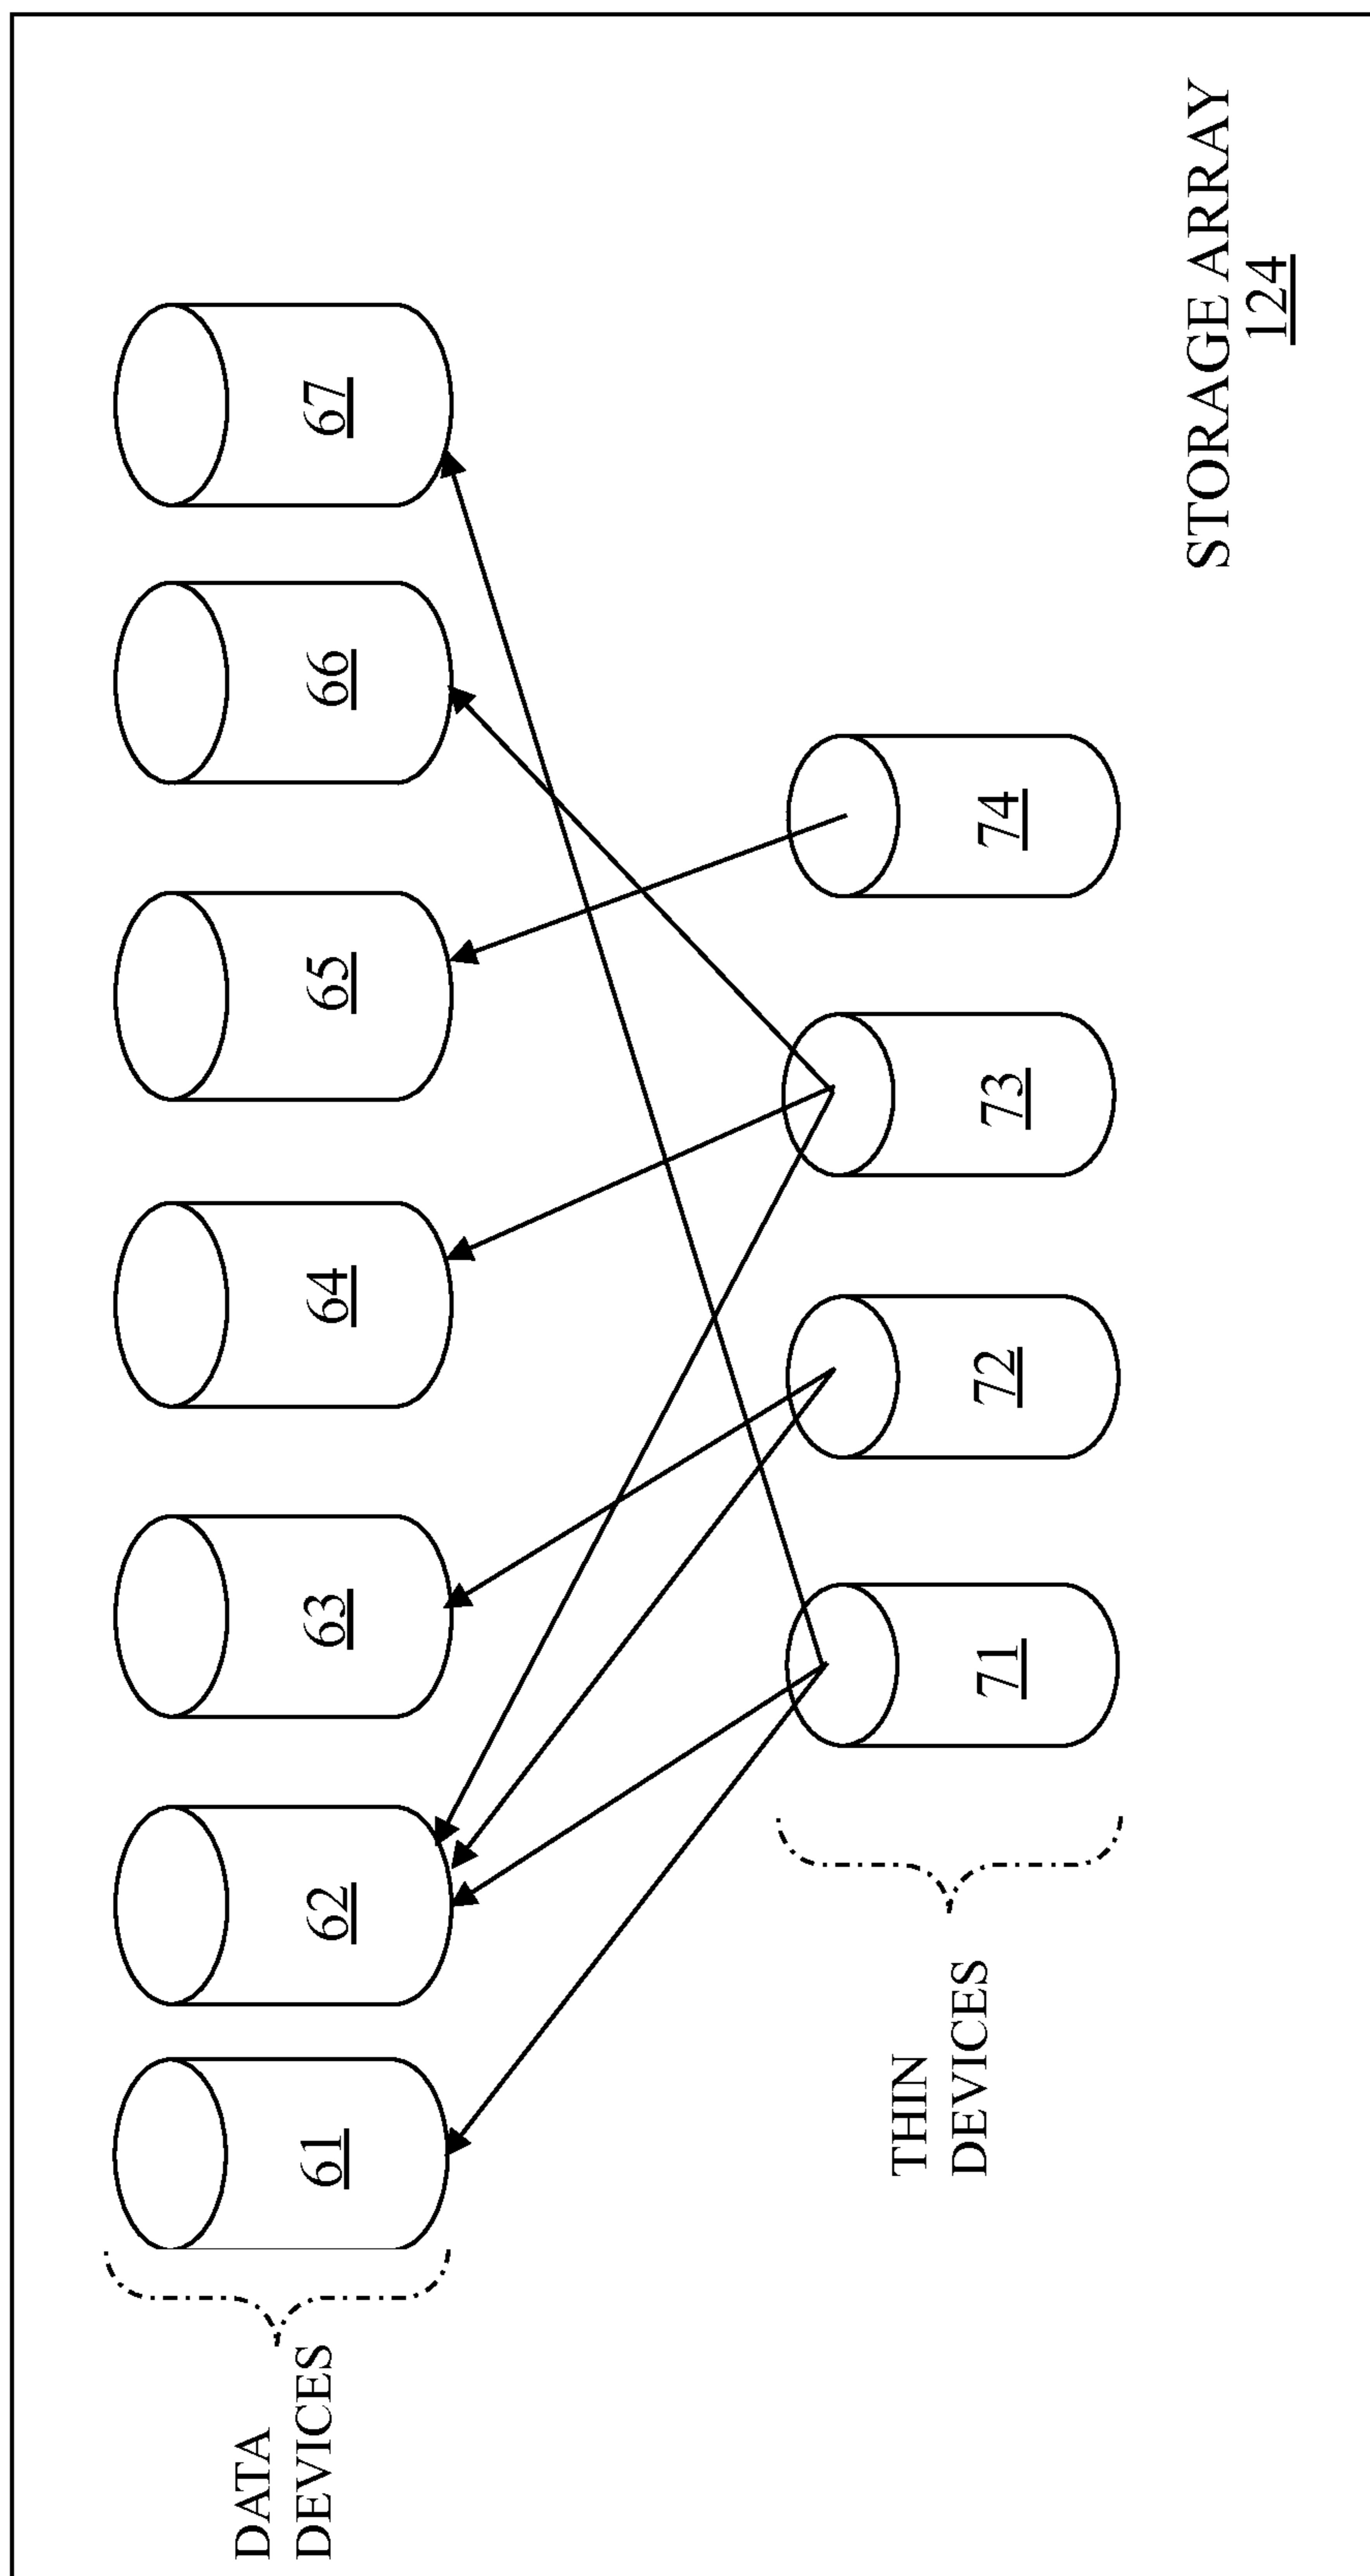 DATA
DEVICES
61
62
63
64
65
66
67
THIN
DEVICES
71
72
73
74
STORAGE ARRAY
124